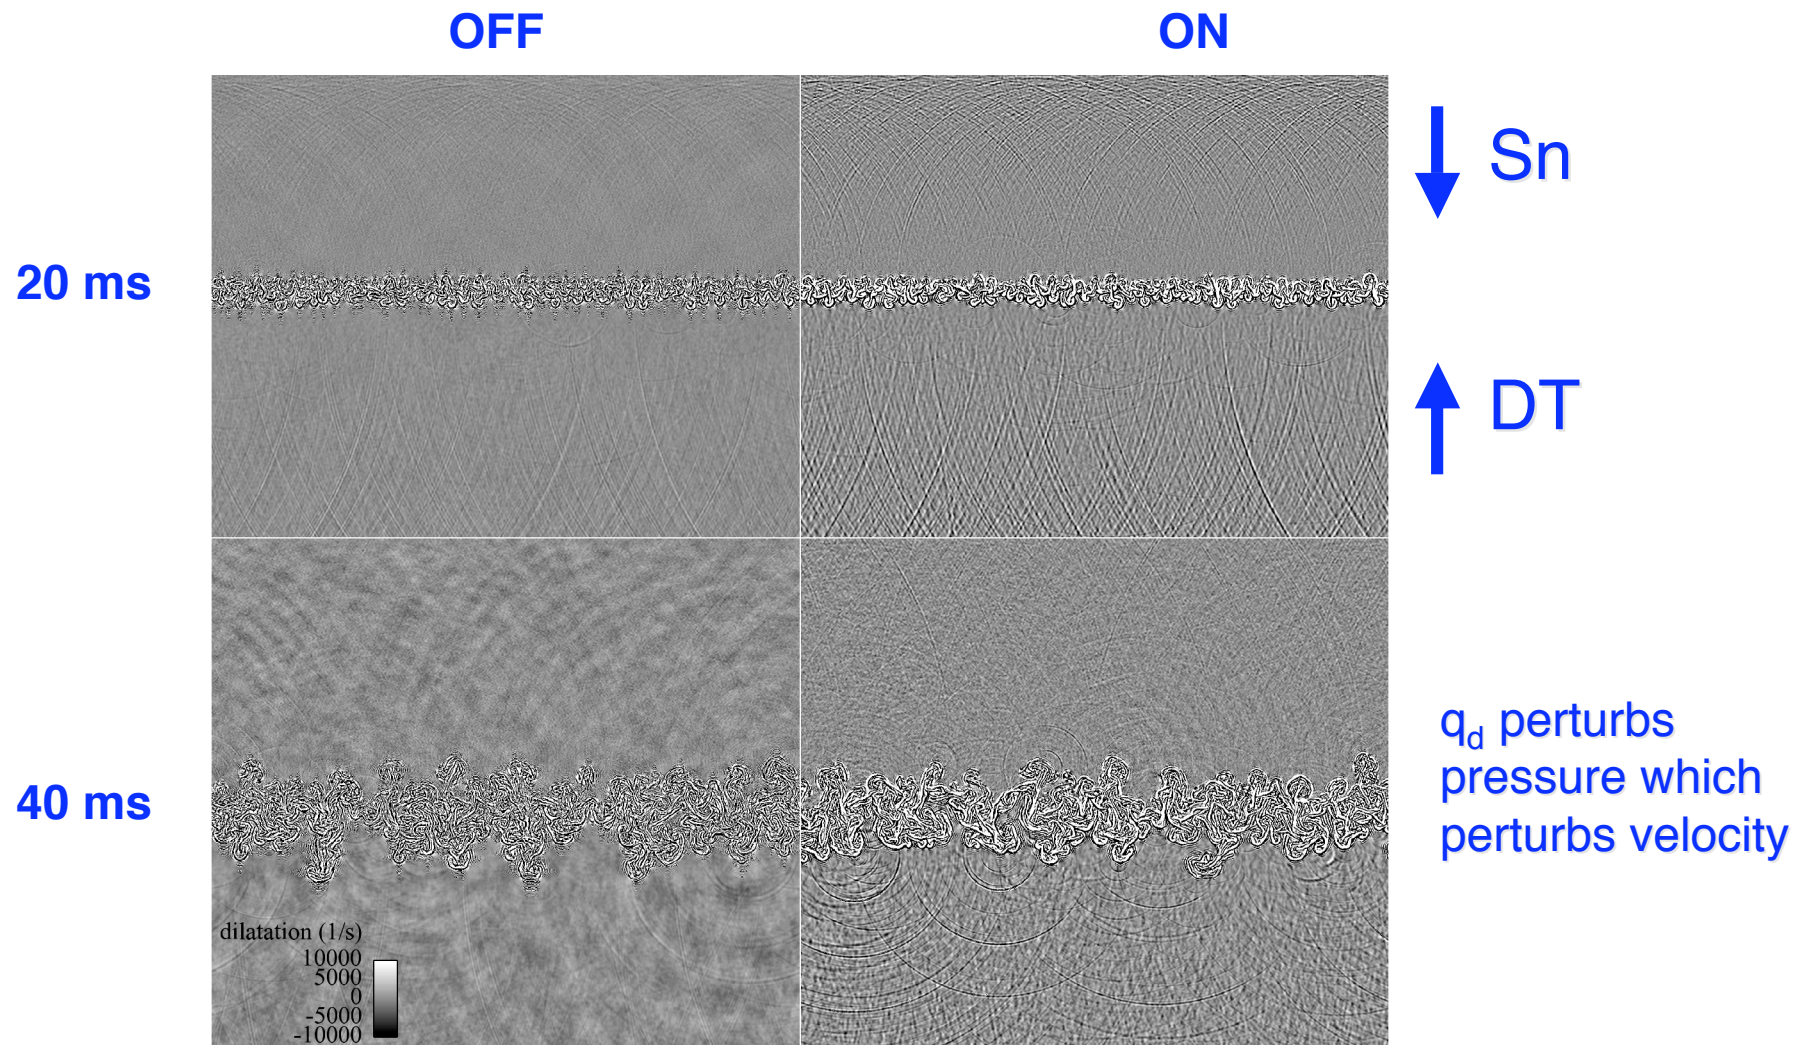 OFF
ON
Sn
20 ms
DT
q_d perturbs
pressure which
perturbs velocity
40 ms
dilatation (1/s)
10000
5000
0
-5000
-10000